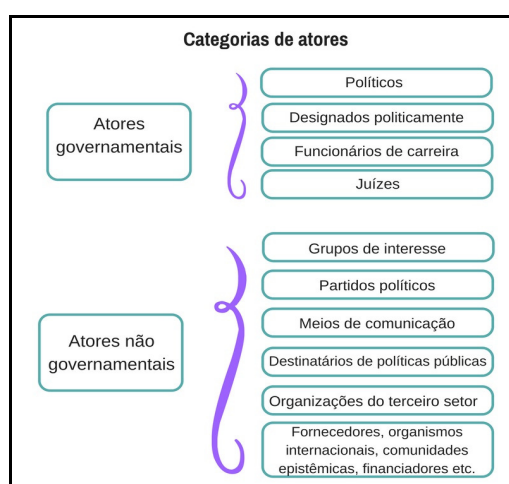 Categorias de atores
Atores
governamentais
Políticos
Designados politicamente
Funcionários de carreira
Juízes
Atores não
governamentais
Grupos de interesse
Partidos políticos
Meios de comunicação
Destinatários de políticas públicas
Organizações do terceiro setor
Fornecedores, organismos
internacionais, comunidades
epistêmicas, financiadores etc.